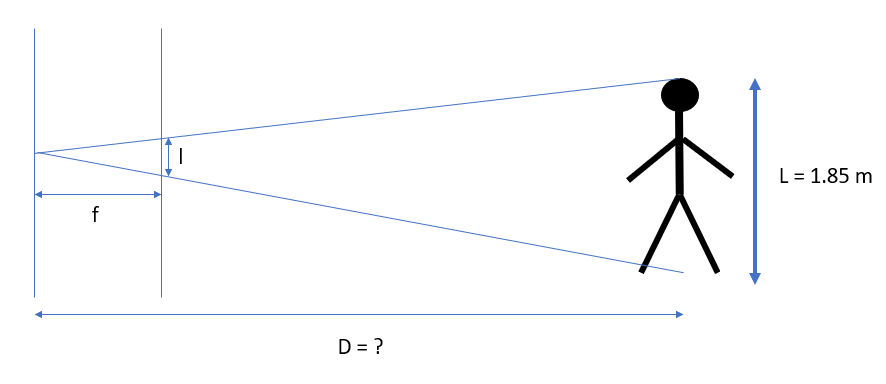 l
L = 1.85 m
f
D = ?